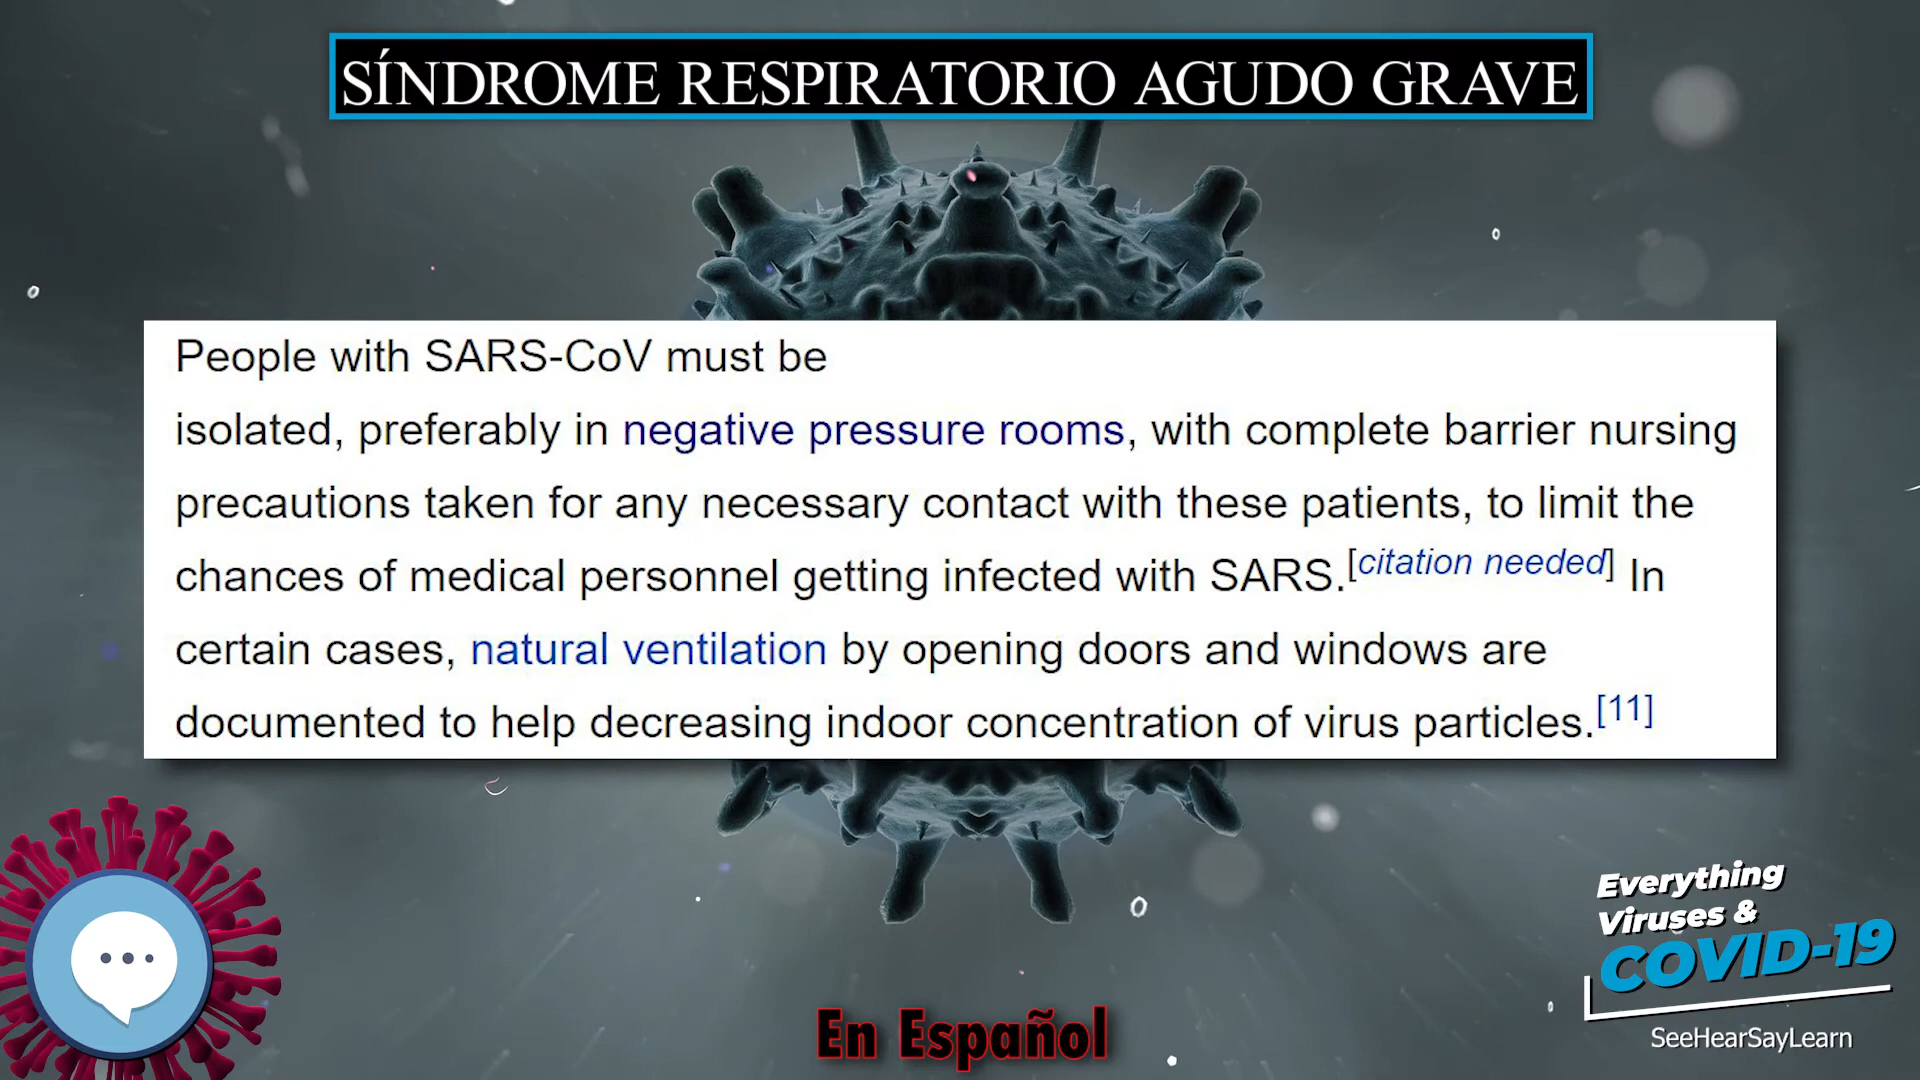 SÍNDROME RESPIRATORIO AGUDO GRAVE
People with SARS-CoV must be
isolated, preferably in negative pressure rooms, with complete barrier nursing
precautions taken for any necessary contact with these patients, to limit the
chances of medical personnel getting infected with SARS.[citation needed] In
certain cases, natural ventilation by opening doors and windows are
documented to help decreasing indoor concentration of virus particles.[11]
Everything
Viruses &
COVID-19
SeeHearSayLearn
En Español